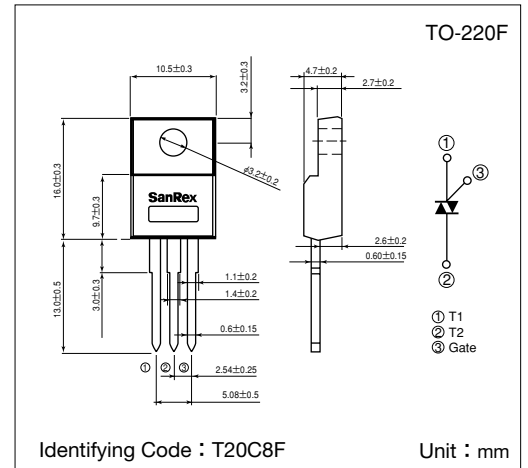 TO-220F
10.5±0.3
3.2±0.3
4.7±0.2
2.7±0.2
16.0±0.3
9.7±0.3
φ3.2±0.2
SanRex
13.0±0.5
3.0±0.3
1.1±0.2
1.4±0.2
0.6±0.15
2.54±0.25
5.08±0.5
① ② ③
2.6±0.2
0.60±0.15
①
③
②
① T1
② T2
③ Gate
Identifying Code：T20C8F
Unit：mm